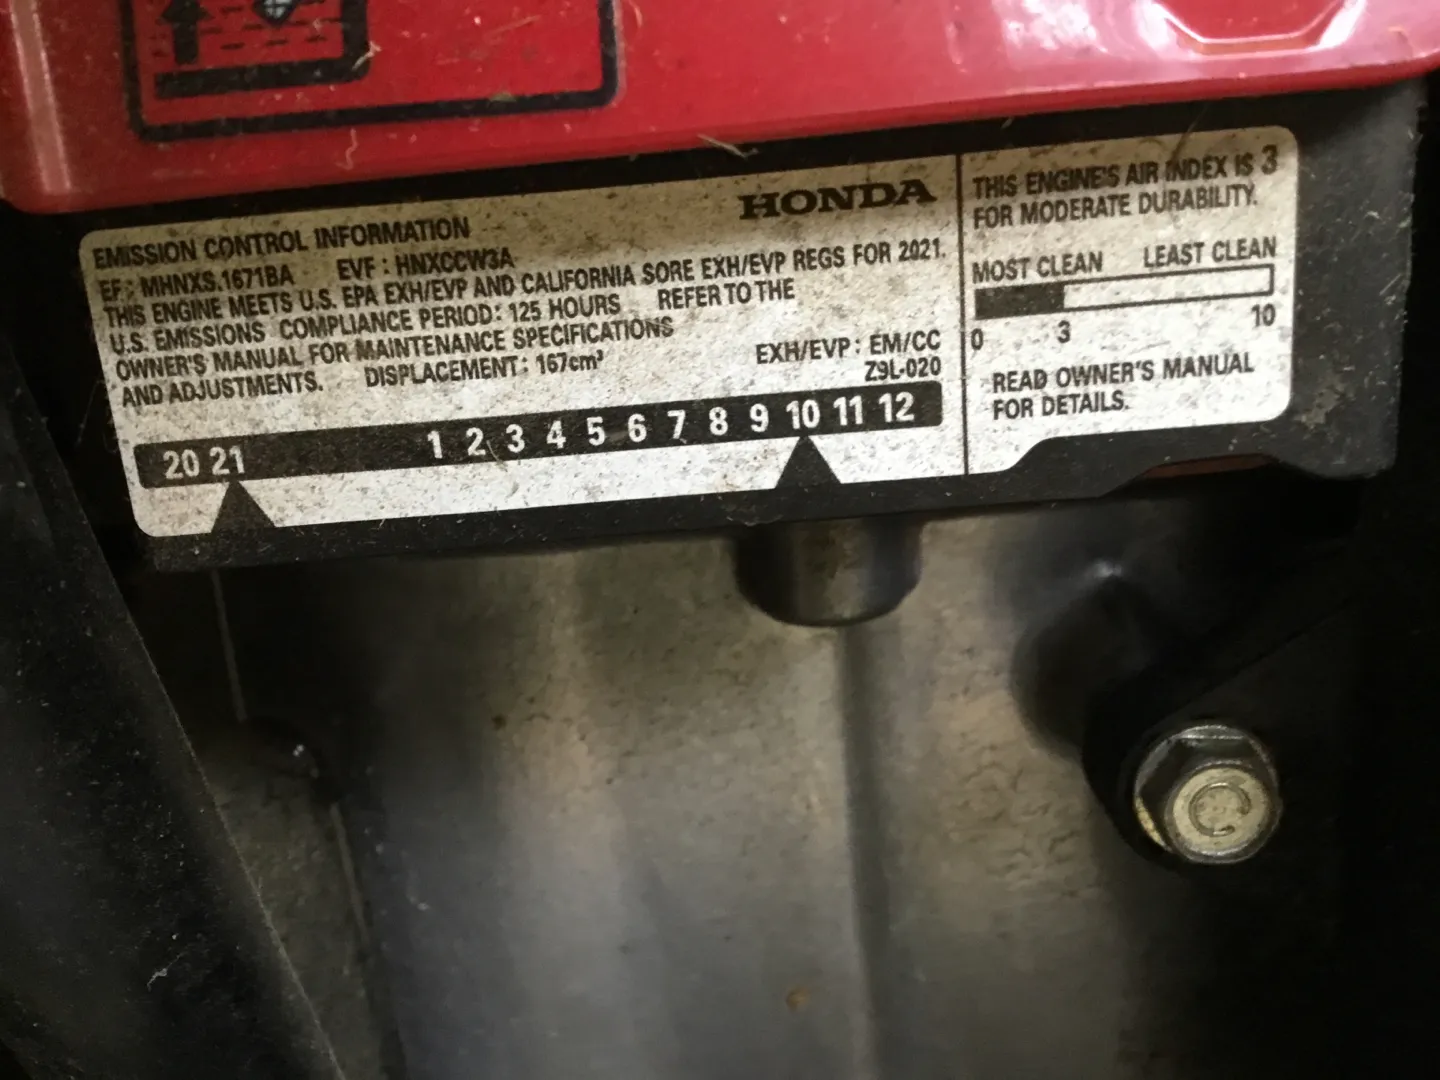 HONDA
EMISSION CONTROL INFORMATION
EF : MHNXS.1671BA EVF : HNXCCW3A
THIS ENGINE MEETS U.S. EPA EXH/EVP AND CALIFORNIA SORE EXH/EVP REGS FOR 2021.
U.S. EMISSIONS COMPLIANCE PERIOD: 125 HOURS REFER TO THE
OWNER'S MANUAL FOR MAINTENANCE SPECIFICATIONS
AND ADJUSTMENTS. DISPLACEMENT: 167cm³ EXH/EVP: EM/CC
Z9L-020
20 21 1 2 3 4 5 6 7 8 9 10 11 12
THIS ENGINE'S AIR INDEX IS 3
FOR MODERATE DURABILITY.
MOST CLEAN LEAST CLEAN
0 3 10
READ OWNER'S MANUAL
FOR DETAILS.
C